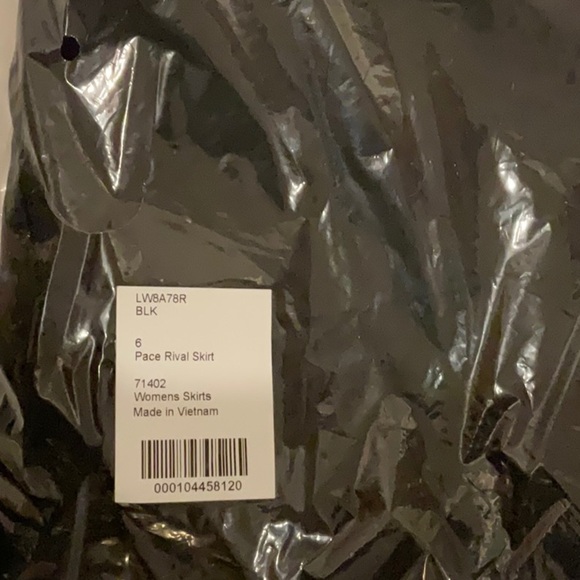 LW8A78R
BLK
6
Pace Rival Skirt
71402
Womens Skirts
Made in Vietnam
000104458120